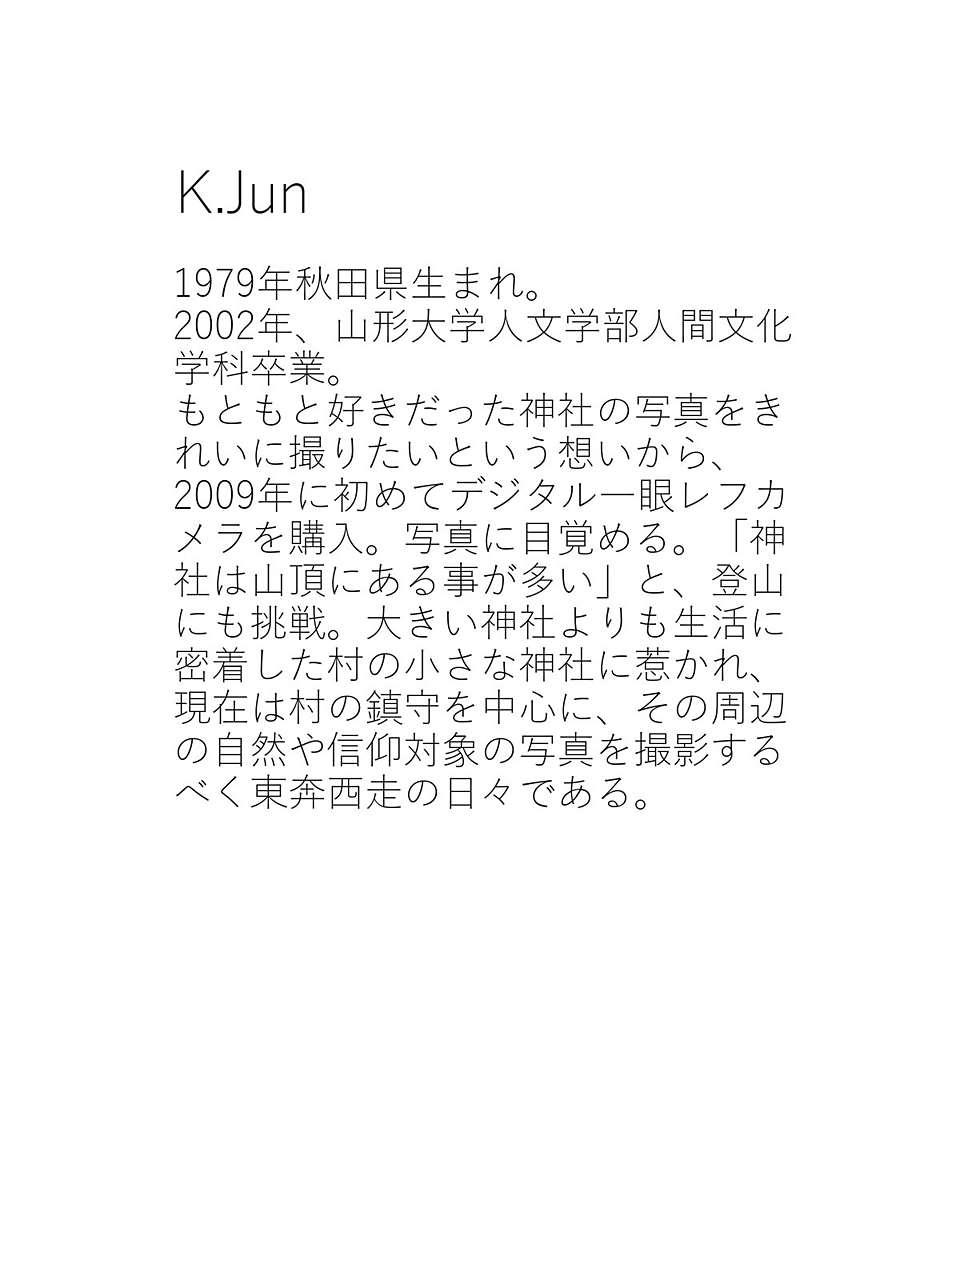 K.Jun
1979年秋田県生まれ。
2002年、山形大学人文学部人間文化
学科卒業。
もともと好きだった神社の写真をき
れいに撮りたいという想いから、
2009年に初めてデジタル一眼レフカ
メラを購入。写真に目覚める。「神
社は山頂にある事が多い」と、登山
にも挑戦。大きい神社よりも生活に
密着した村の小さな神社に惹かれ、
現在は村の鎮守を中心に、その周辺
の自然や信仰対象の写真を撮影する
べく東奔西走の日々である。